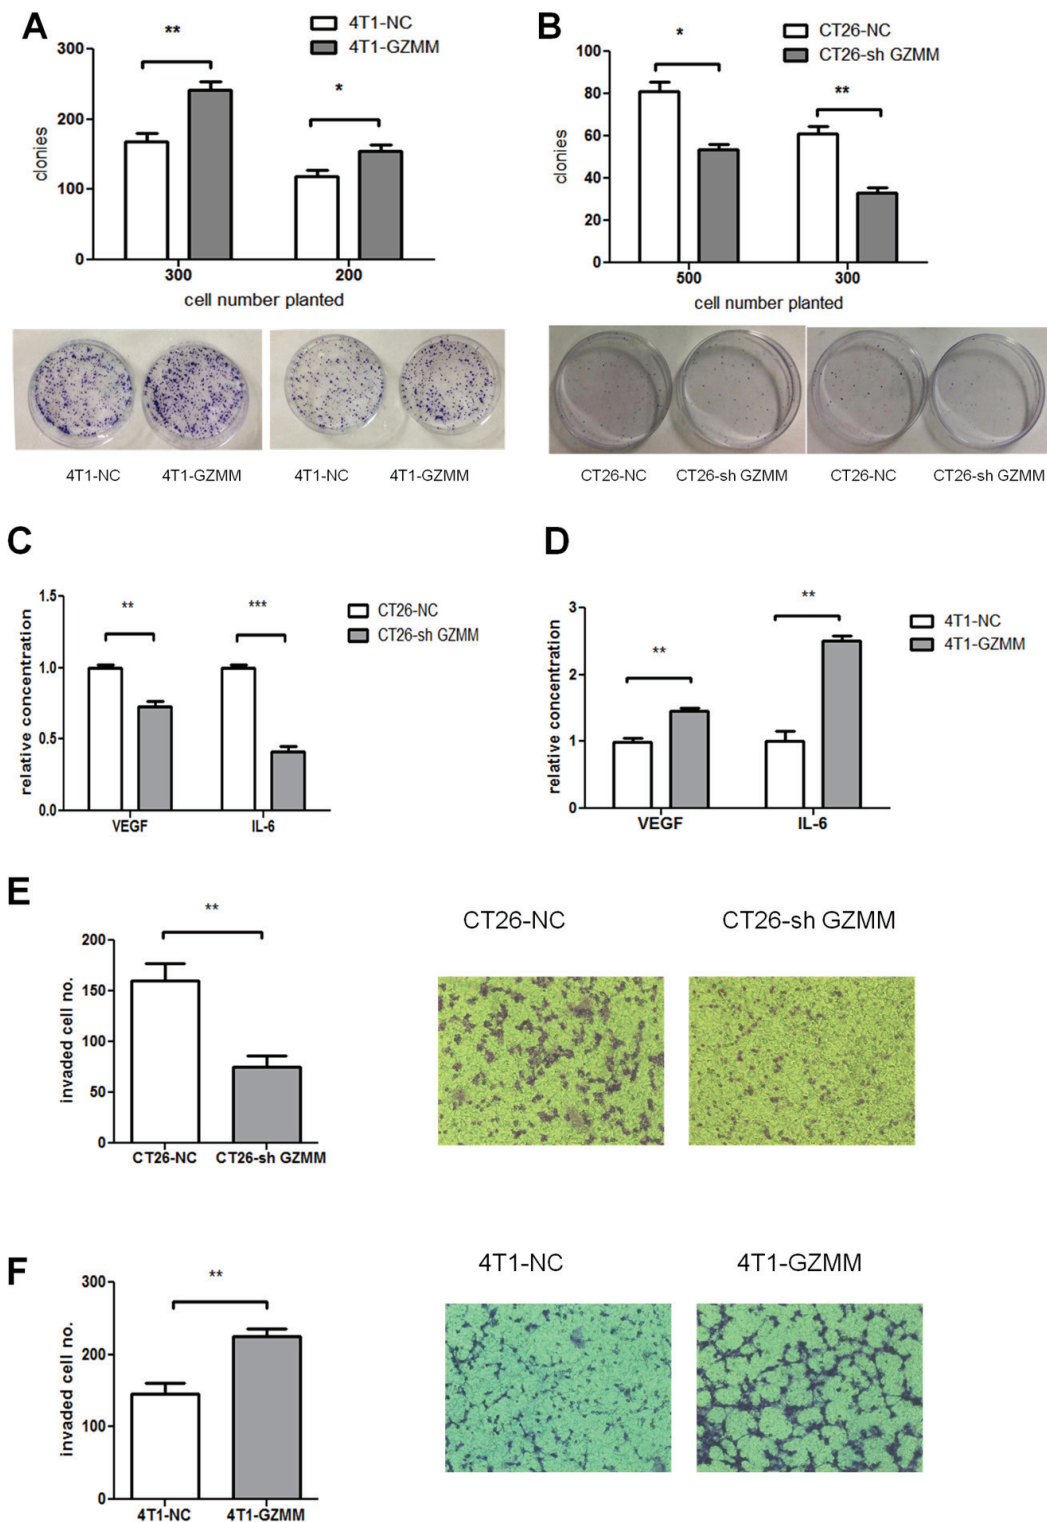 A
4T1-NC
4T1-GZMM
**
*
300
200
100
0
clonies
300
200
cell number planted
4T1-NC
4T1-GZMM
4T1-NC
4T1-GZMM
B
CT26-NC
CT26-sh GZMM
*
**
100
80
60
40
20
0
clonies
500
300
cell number planted
CT26-NC
CT26-sh GZMM
CT26-NC
CT26-sh GZMM
C
1.5
1.0
0.5
0.0
relative concentration
**
***
CT26-NC
CT26-sh GZMM
VEGF
IL-6
D
3
2
1
0
relative concentration
**
**
4T1-NC
4T1-GZMM
VEGF
IL-6
E
**
200
150
100
50
0
invaded cell no.
CT26-NC
CT26-sh GZMM
CT26-NC
CT26-sh GZMM
F
**
300
200
100
0
invaded cell no.
4T1-NC
4T1-GZMM
4T1-NC
4T1-GZMM